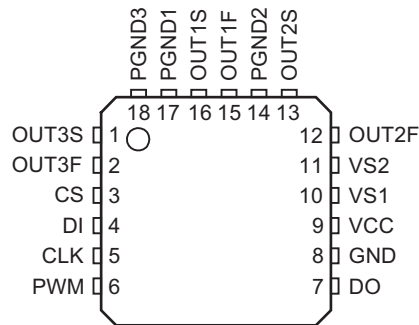 PGND3
PGND1
OUT1S
OUT1F
PGND2
OUT2S
18 17 16 15 14 13
OUT3S 1 12 OUT2F
OUT3F 2 11 VS2
CS 3 10 VS1
DI 4 9 VCC
CLK 5 8 GND
PWM 6 7 DO